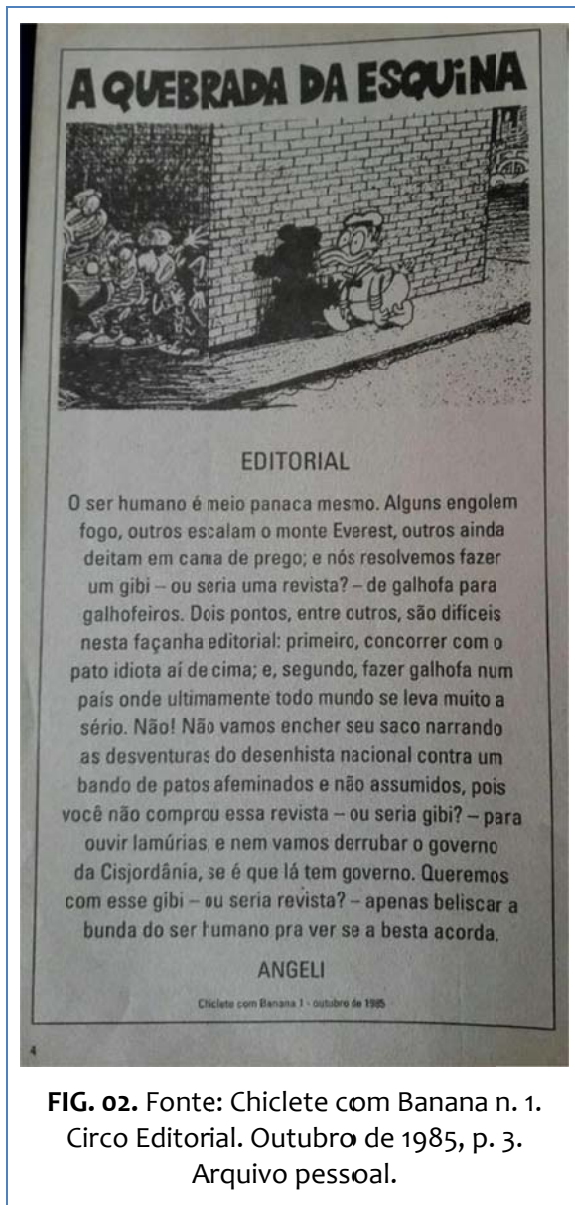 A QUEBRADA DA ESQUiNA
EDITORIAL
O ser humano é meio panaca mesmo. Alguns engolem
fogo, outros escalam o monte Everest, outros ainda
deitam em cama de prego; e nós resolvemos fazer
um gibi – ou seria uma revista? – de galhofa para
galhofeiros. Dois pontos, entre outros, são difíceis
nesta façanha editorial: primeiro, concorrer com o
pato idiota aí de cima; e, segundo, fazer galhofa num
país onde ultimamente todo mundo se leva muito a
sério. Não! Não vamos encher seu saco narrando
as desventuras do desenhista nacional contra um
bando de patos afeminados e não assumidos, pois
você não comprou essa revista – ou seria gibi? – para
ouvir lamúrias e nem vamos derrubar o governo
da Cisjordânia, se é que lá tem governo. Queremos
com esse gibi – ou seria revista? – apenas beliscar a
bunda do ser humano pra ver se a besta acorda.
ANGELI
Chiclete com Banana 1 - outubro de 1985
4
FIG. 02. Fonte: Chiclete com Banana n. 1.
Circo Editorial. Outubro de 1985, p. 3.
Arquivo pessoal.